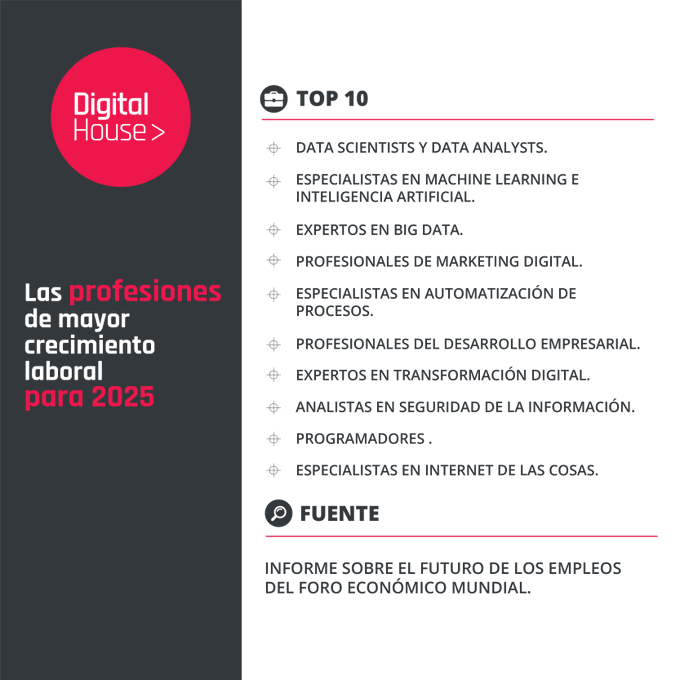 Digital
House >
Las profesiones
de mayor
crecimiento
laboral
para 2025
TOP 10
DATA SCIENTISTS Y DATA ANALYSTS.
ESPECIALISTAS EN MACHINE LEARNING E
INTELIGENCIA ARTIFICIAL.
EXPERTOS EN BIG DATA.
PROFESIONALES DE MARKETING DIGITAL.
ESPECIALISTAS EN AUTOMATIZACIÓN DE
PROCESOS.
PROFESIONALES DEL DESARROLLO EMPRESARIAL.
EXPERTOS EN TRANSFORMACIÓN DIGITAL.
ANALISTAS EN SEGURIDAD DE LA INFORMACIÓN.
PROGRAMADORES .
ESPECIALISTAS EN INTERNET DE LAS COSAS.
FUENTE
INFORME SOBRE EL FUTURO DE LOS EMPLEOS
DEL FORO ECONÓMICO MUNDIAL.